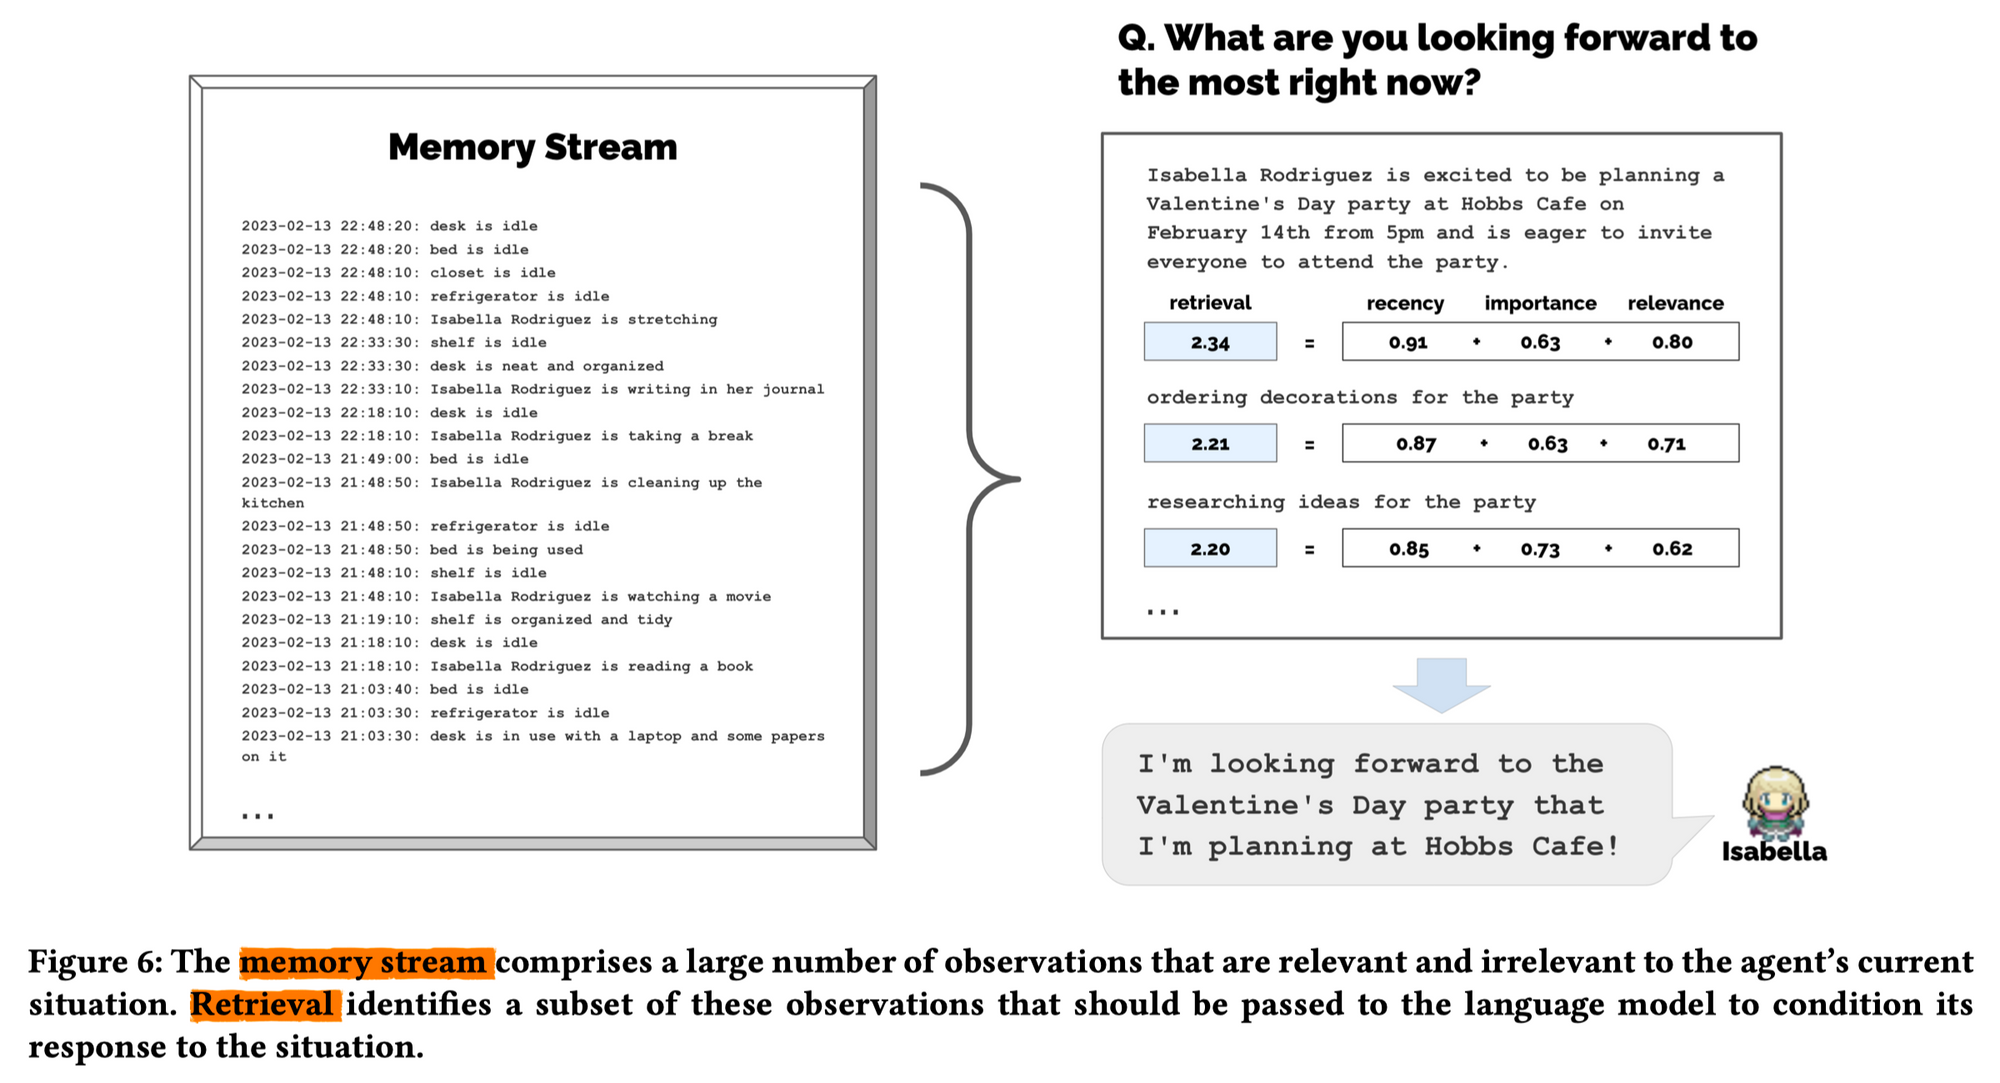 Memory Stream
2023-02-13 22:48:20: desk is idle
2023-02-13 22:48:20: bed is idle
2023-02-13 22:48:10: closet is idle
2023-02-13 22:48:10: refrigerator is idle
2023-02-13 22:48:10: Isabella Rodriguez is stretching
2023-02-13 22:33:30: shelf is idle
2023-02-13 22:33:30: desk is neat and organized
2023-02-13 22:33:10: Isabella Rodriguez is writing in her journal
2023-02-13 22:18:10: desk is idle
2023-02-13 22:18:10: Isabella Rodriguez is taking a break
2023-02-13 21:49:00: bed is idle
2023-02-13 21:48:50: Isabella Rodriguez is cleaning up the
kitchen
2023-02-13 21:48:50: refrigerator is idle
2023-02-13 21:48:50: bed is being used
2023-02-13 21:48:10: shelf is idle
2023-02-13 21:48:10: Isabella Rodriguez is watching a movie
2023-02-13 21:19:10: shelf is organized and tidy
2023-02-13 21:18:10: desk is idle
2023-02-13 21:18:10: Isabella Rodriguez is reading a book
2023-02-13 21:03:40: bed is idle
2023-02-13 21:03:30: refrigerator is idle
2023-02-13 21:03:30: desk is in use with a laptop and some papers
on it
...
Q. What are you looking forward to
the most right now?
Isabella Rodriguez is excited to be planning a
Valentine's Day party at Hobbs Cafe on
February 14th from 5pm and is eager to invite
everyone to attend the party.
retrieval recency importance relevance
2.34 = 0.91 + 0.63 + 0.80
ordering decorations for the party
2.21 = 0.87 + 0.63 + 0.71
researching ideas for the party
2.20 = 0.85 + 0.73 + 0.62
...
I'm looking forward to the
Valentine's Day party that
I'm planning at Hobbs Cafe!
Isabella
Figure 6: The memory stream comprises a large number of observations that are relevant and irrelevant to the agent's current
situation. Retrieval identifies a subset of these observations that should be passed to the language model to condition its
response to the situation.